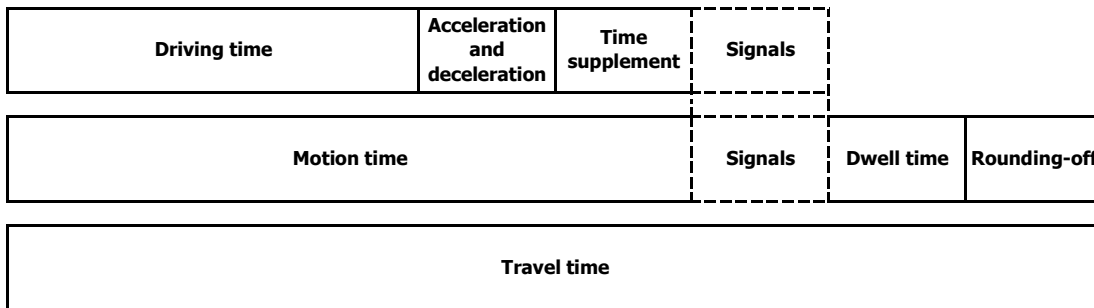 Driving time
Acceleration
and
deceleration
Time
supplement
Signals
Motion time
Signals
Dwell time
Rounding-off
Travel time